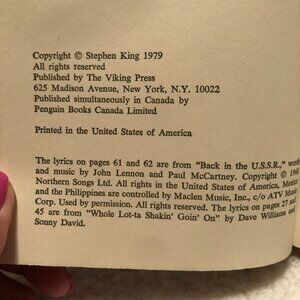 Copyright © Stephen King 1979
All rights reserved
Published by The Viking Press
625 Madison Avenue, New York, N.Y. 10022
Published simultaneously in Canada by
Penguin Books Canada Limited
Printed in the United States of America
The lyrics on pages 61 and 62 are from "Back in the U.S.S.R.," 
and music by John Lennon and Paul McCartney. Copyright ©
Northern Songs Ltd. All rights in the United States of America, Mexico
and the Philippines are controlled by Maclen Music, Inc., c/o ATV Music
Corp. Used by permission. All rights reserved. The lyrics on pages 27 and
45 are from "Whole Lot-ta Shakin' Goin' On" by Dave Williams and
Sonny David.